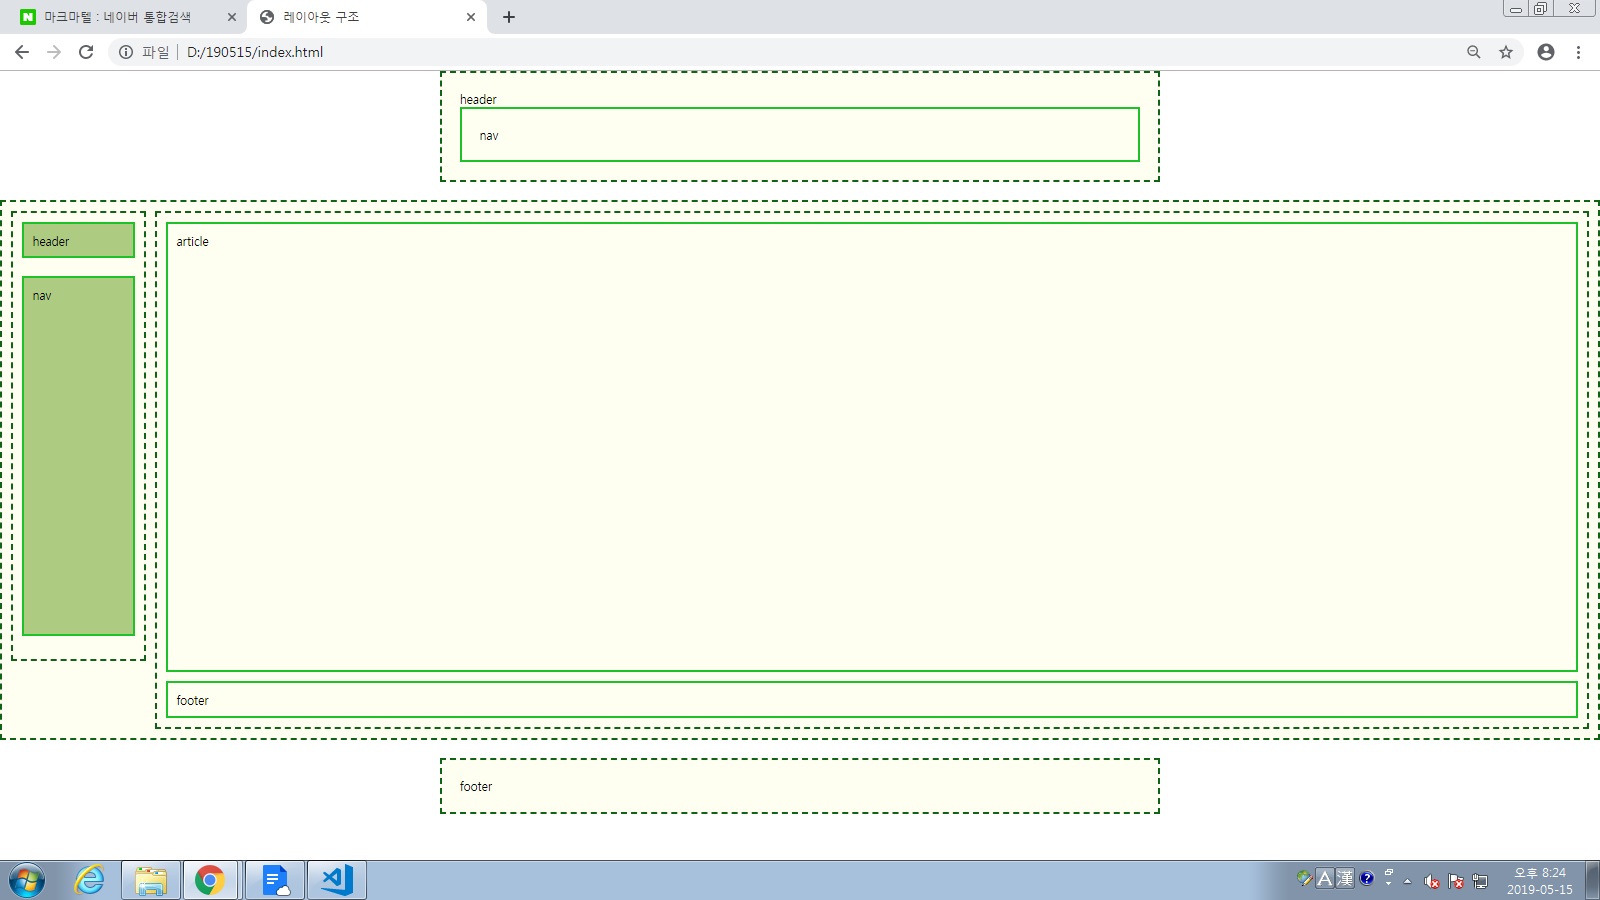 마크마텔 : 네이버 통합검색
레이아웃 구조
파일 D:/190515/index.html
header
nav
header
nav
article
footer
footer
A 漢
오후 8:24
2019-05-15